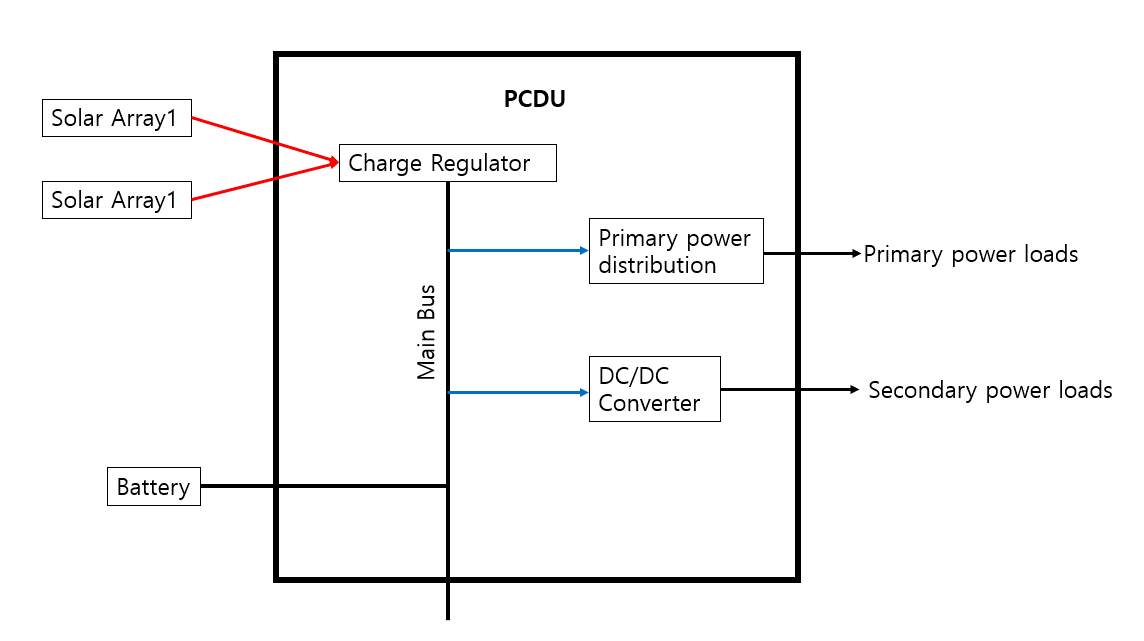 PCDU
Solar Array1
Charge Regulator
Solar Array1
Primary power
distribution
Primary power loads
Main Bus
DC/DC
Converter
Secondary power loads
Battery